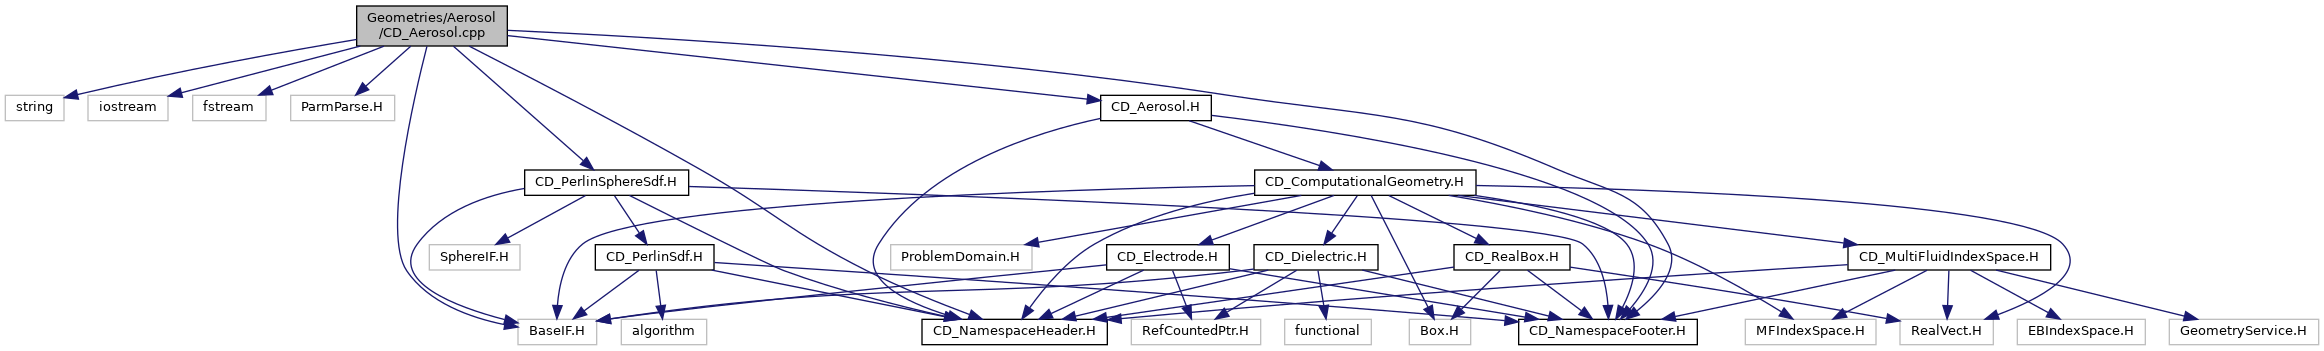 Geometries/Aerosol
/CD_Aerosol.cpp
string
iostream
fstream
ParmParse.H
CD_Aerosol.H
CD_PerlinSphereSdf.H
CD_ComputationalGeometry.H
SphereIF.H
CD_PerlinSdf.H
ProblemDomain.H
CD_Electrode.H
CD_Dielectric.H
CD_RealBox.H
CD_MultiFluidIndexSpace.H
BaseIF.H
algorithm
CD_NamespaceHeader.H
RefCountedPtr.H
functional
Box.H
CD_NamespaceFooter.H
MFIndexSpace.H
RealVect.H
EBIndexSpace.H
GeometryService.H